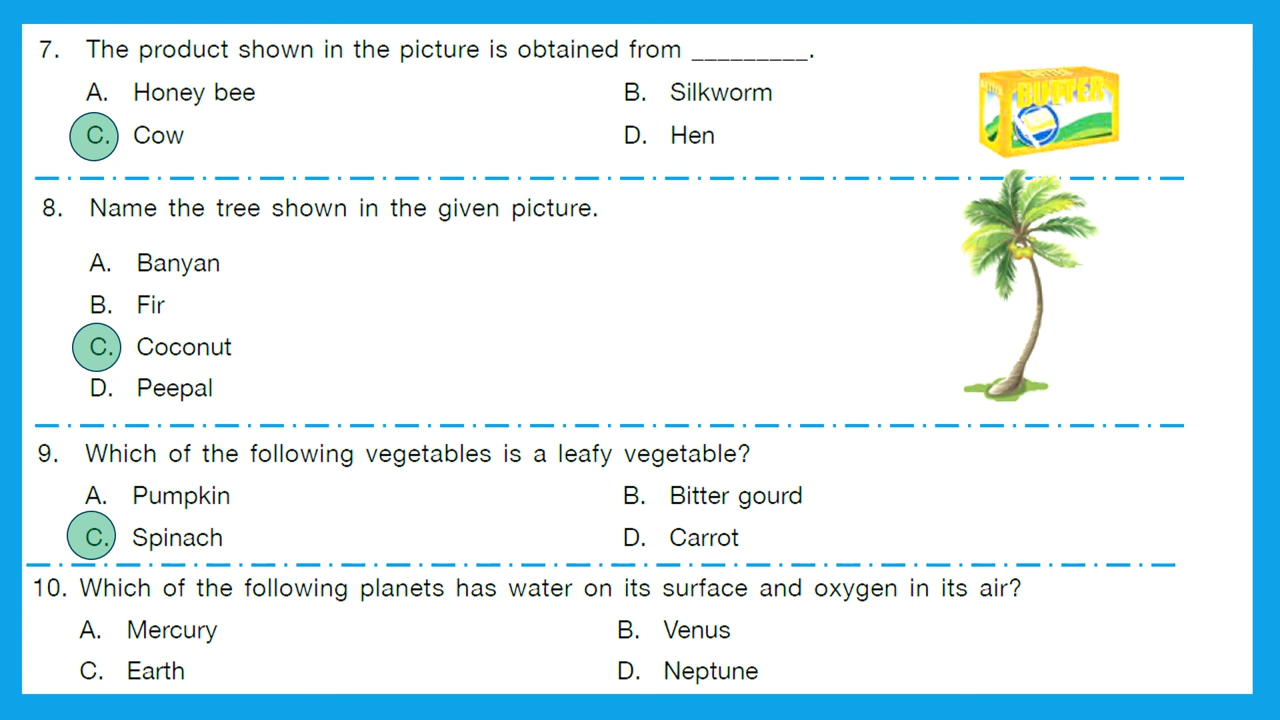 7. The product shown in the picture is obtained from _________.
A. Honey bee B. Silkworm
C. Cow D. Hen
BUTTER
8. Name the tree shown in the given picture.
A. Banyan
B. Fir
C. Coconut
D. Peepal
9. Which of the following vegetables is a leafy vegetable?
A. Pumpkin B. Bitter gourd
C. Spinach D. Carrot
10. Which of the following planets has water on its surface and oxygen in its air?
A. Mercury B. Venus
C. Earth D. Neptune